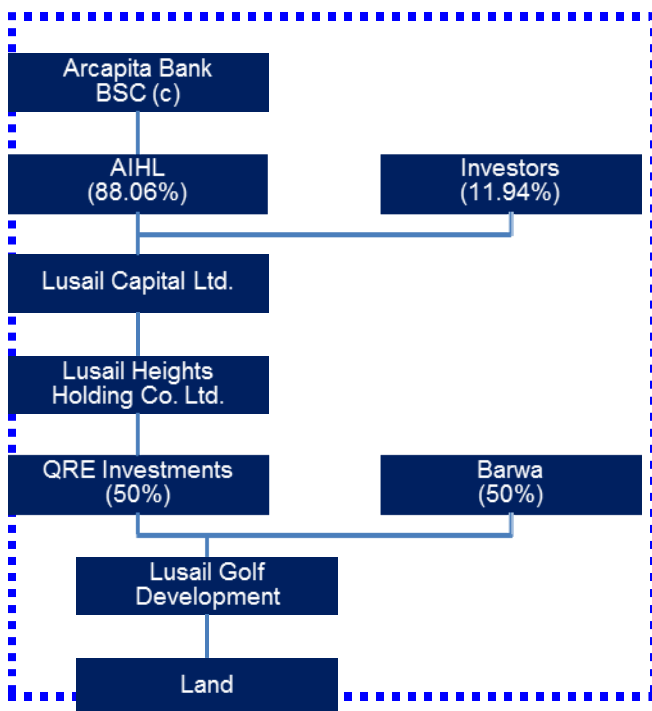 Arcapita Bank
BSC (c)
AIHL
(88.06%)
Investors
(11.94%)
Lusail Capital Ltd.
Lusail Heights
Holding Co. Ltd.
QRE Investments
(50%)
Barwa
(50%)
Lusail Golf
Development
Land